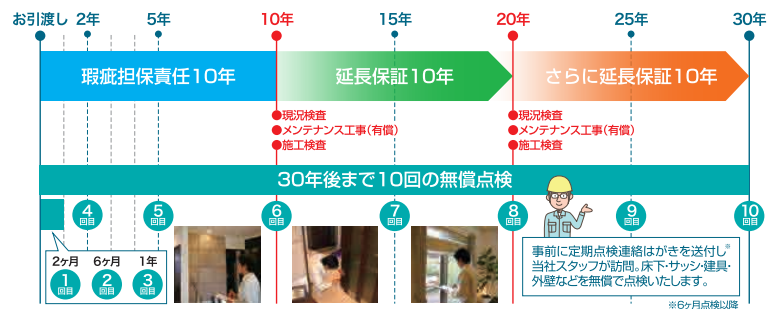 お引渡し 2年 5年 10年 15年 20年 25年 30年
瑕疵担保責任10年 延長保証10年 さらに延長保証10年
●現況検査
●メンテナンス工事(有償)
●施工検査
●現況検査
●メンテナンス工事(有償)
●施工検査
30年後まで10回の無償点検
4回目 5回目 6回目 7回目 8回目 9回目 10回目
2ヶ月 6ヶ月 1年
1回目 2回目 3回目
事前に定期点検連絡はがきを送付し※
当社スタッフが訪問。床下・サッシ・建具・
外壁などを無償で点検いたします。
※6ヶ月点検以降